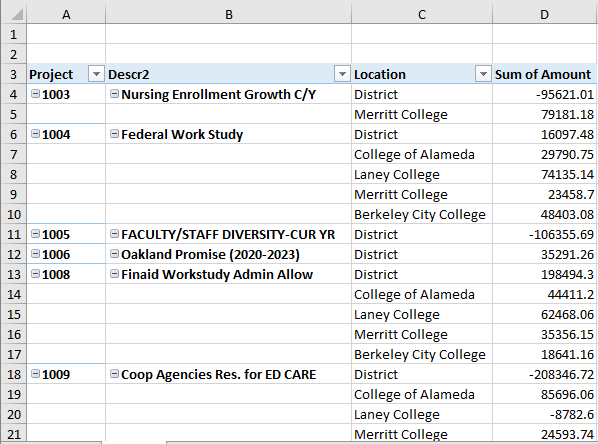 A B C D
1
2
3 Project Descr2 Location Sum of Amount
4 1003 Nursing Enrollment Growth C/Y District -95621.01
5 Merritt College 79181.18
6 1004 Federal Work Study District 16097.48
7 College of Alameda 29790.75
8 Laney College 74135.14
9 Merritt College 23458.7
10 Berkeley City College 48403.08
11 1005 FACULTY/STAFF DIVERSITY-CUR YR District -106355.69
12 1006 Oakland Promise (2020-2023) District 35291.26
13 1008 Finaid Workstudy Admin Allow District 198494.3
14 College of Alameda 44411.2
15 Laney College 62468.06
16 Merritt College 35356.15
17 Berkeley City College 18641.16
18 1009 Coop Agencies Res. for ED CARE District -208346.72
19 College of Alameda 85696.06
20 Laney College -8782.6
21 Merritt College 24593.74